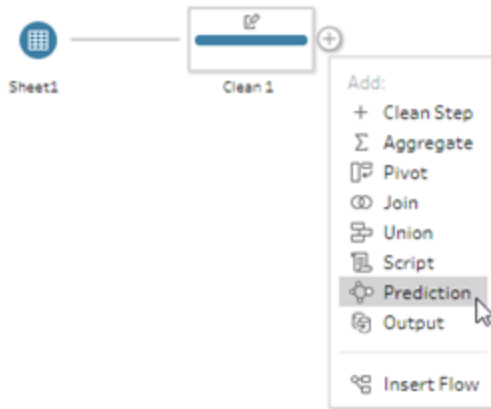 Sheet1
Clean 1
Add:
Clean Step
Aggregate
Pivot
Join
Union
Script
Prediction
Output
Insert Flow